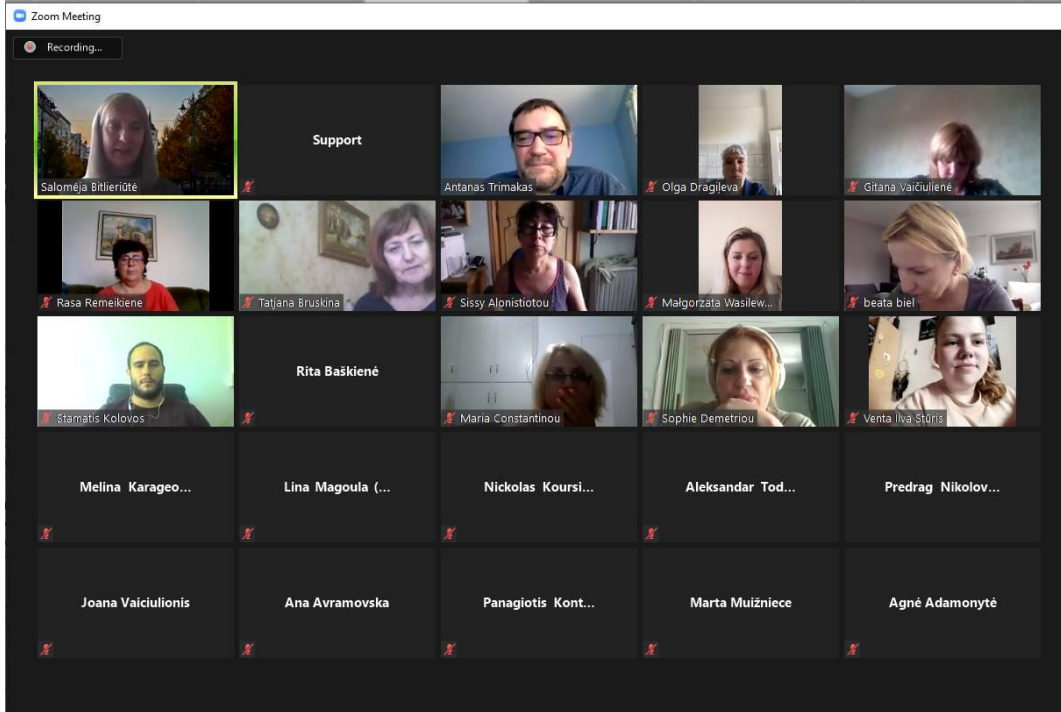 Zoom Meeting
Recording...
Saloméja Bitlieriūtė
Support
Antanas Trimakas
Olga Dragileva
Gitana Vaičiulienė
Rasa Remeikiene
Tatjana Bruskina
Sissy Alonistiotou
Małgorzata Wasilew...
beata biel
Stamatis Kolovos
Rita Baškienė
Maria Constantinou
Sophie Demetriou
Venta Ilva Stūris
Melina Karageo...
Lina Magoula (...
Nickolas Koursi...
Aleksandar Tod...
Predrag Nikolov...
Joana Vaiciulionis
Ana Avramovska
Panagiotis Kont...
Marta Muižniece
Agnė Adamonytė